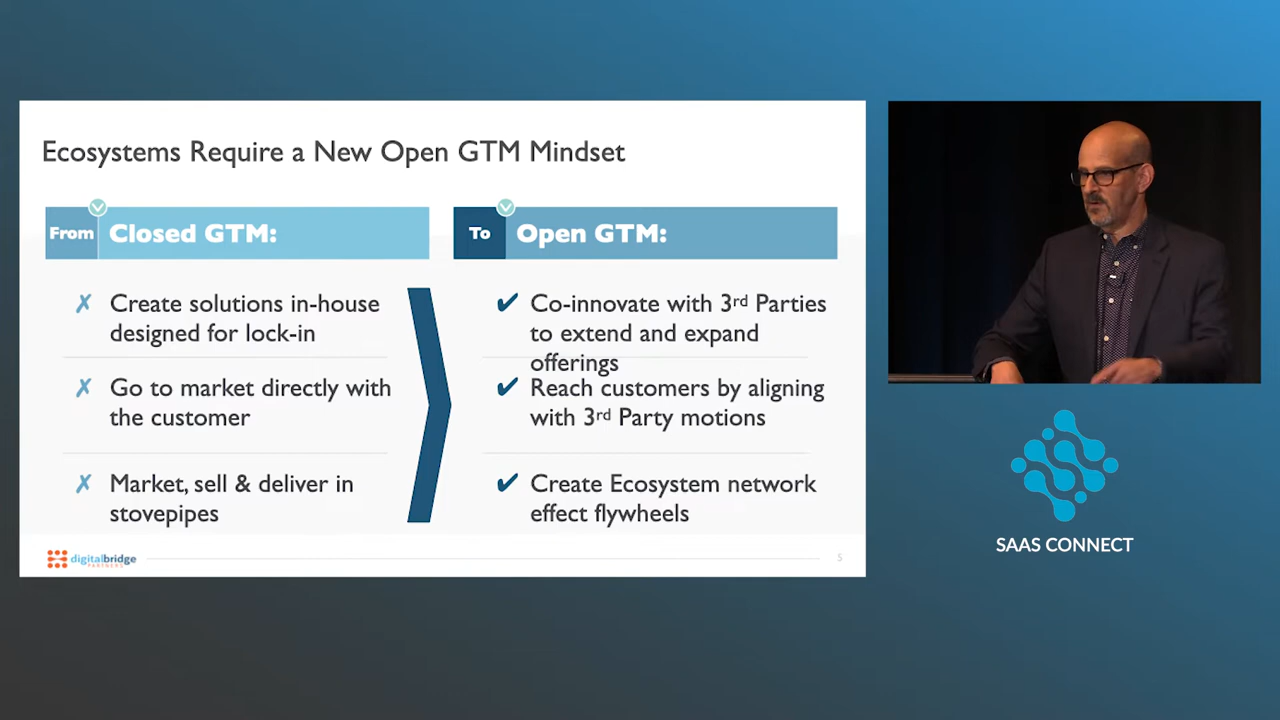 Ecosystems Require a New Open GTM Mindset
From Closed GTM:
✗ Create solutions in-house
designed for lock-in
✗ Go to market directly with
the customer
✗ Market, sell & deliver in
stovepipes
To Open GTM:
✔ Co-innovate with 3rd Parties
to extend and expand
offerings
✔ Reach customers by aligning
with 3rd Party motions
✔ Create Ecosystem network
effect flywheels
digitalbridge
PARTNERS
5
SAAS CONNECT